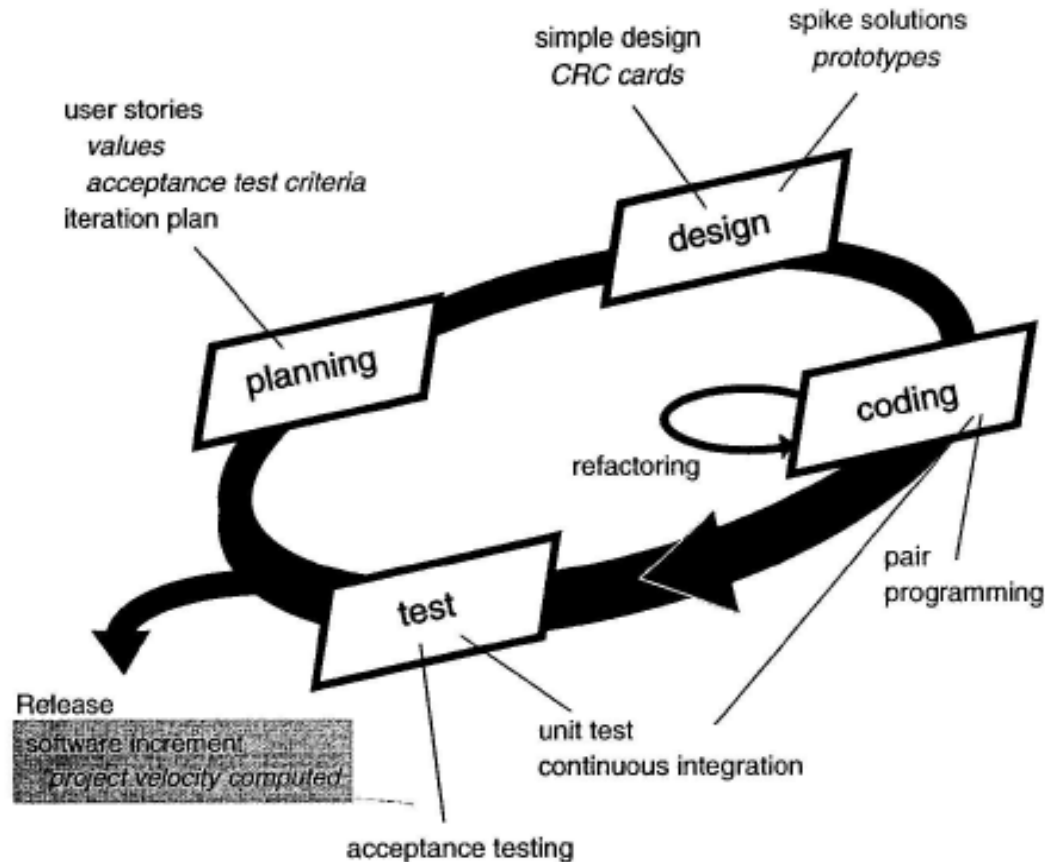 spike solutions
prototypes
simple design
CRC cards
user stories
values
acceptance test criteria
iteration plan
design
planning
coding
refactoring
pair
programming
test
Release
software increment
project velocity computed
unit test
continuous integration
acceptance testing